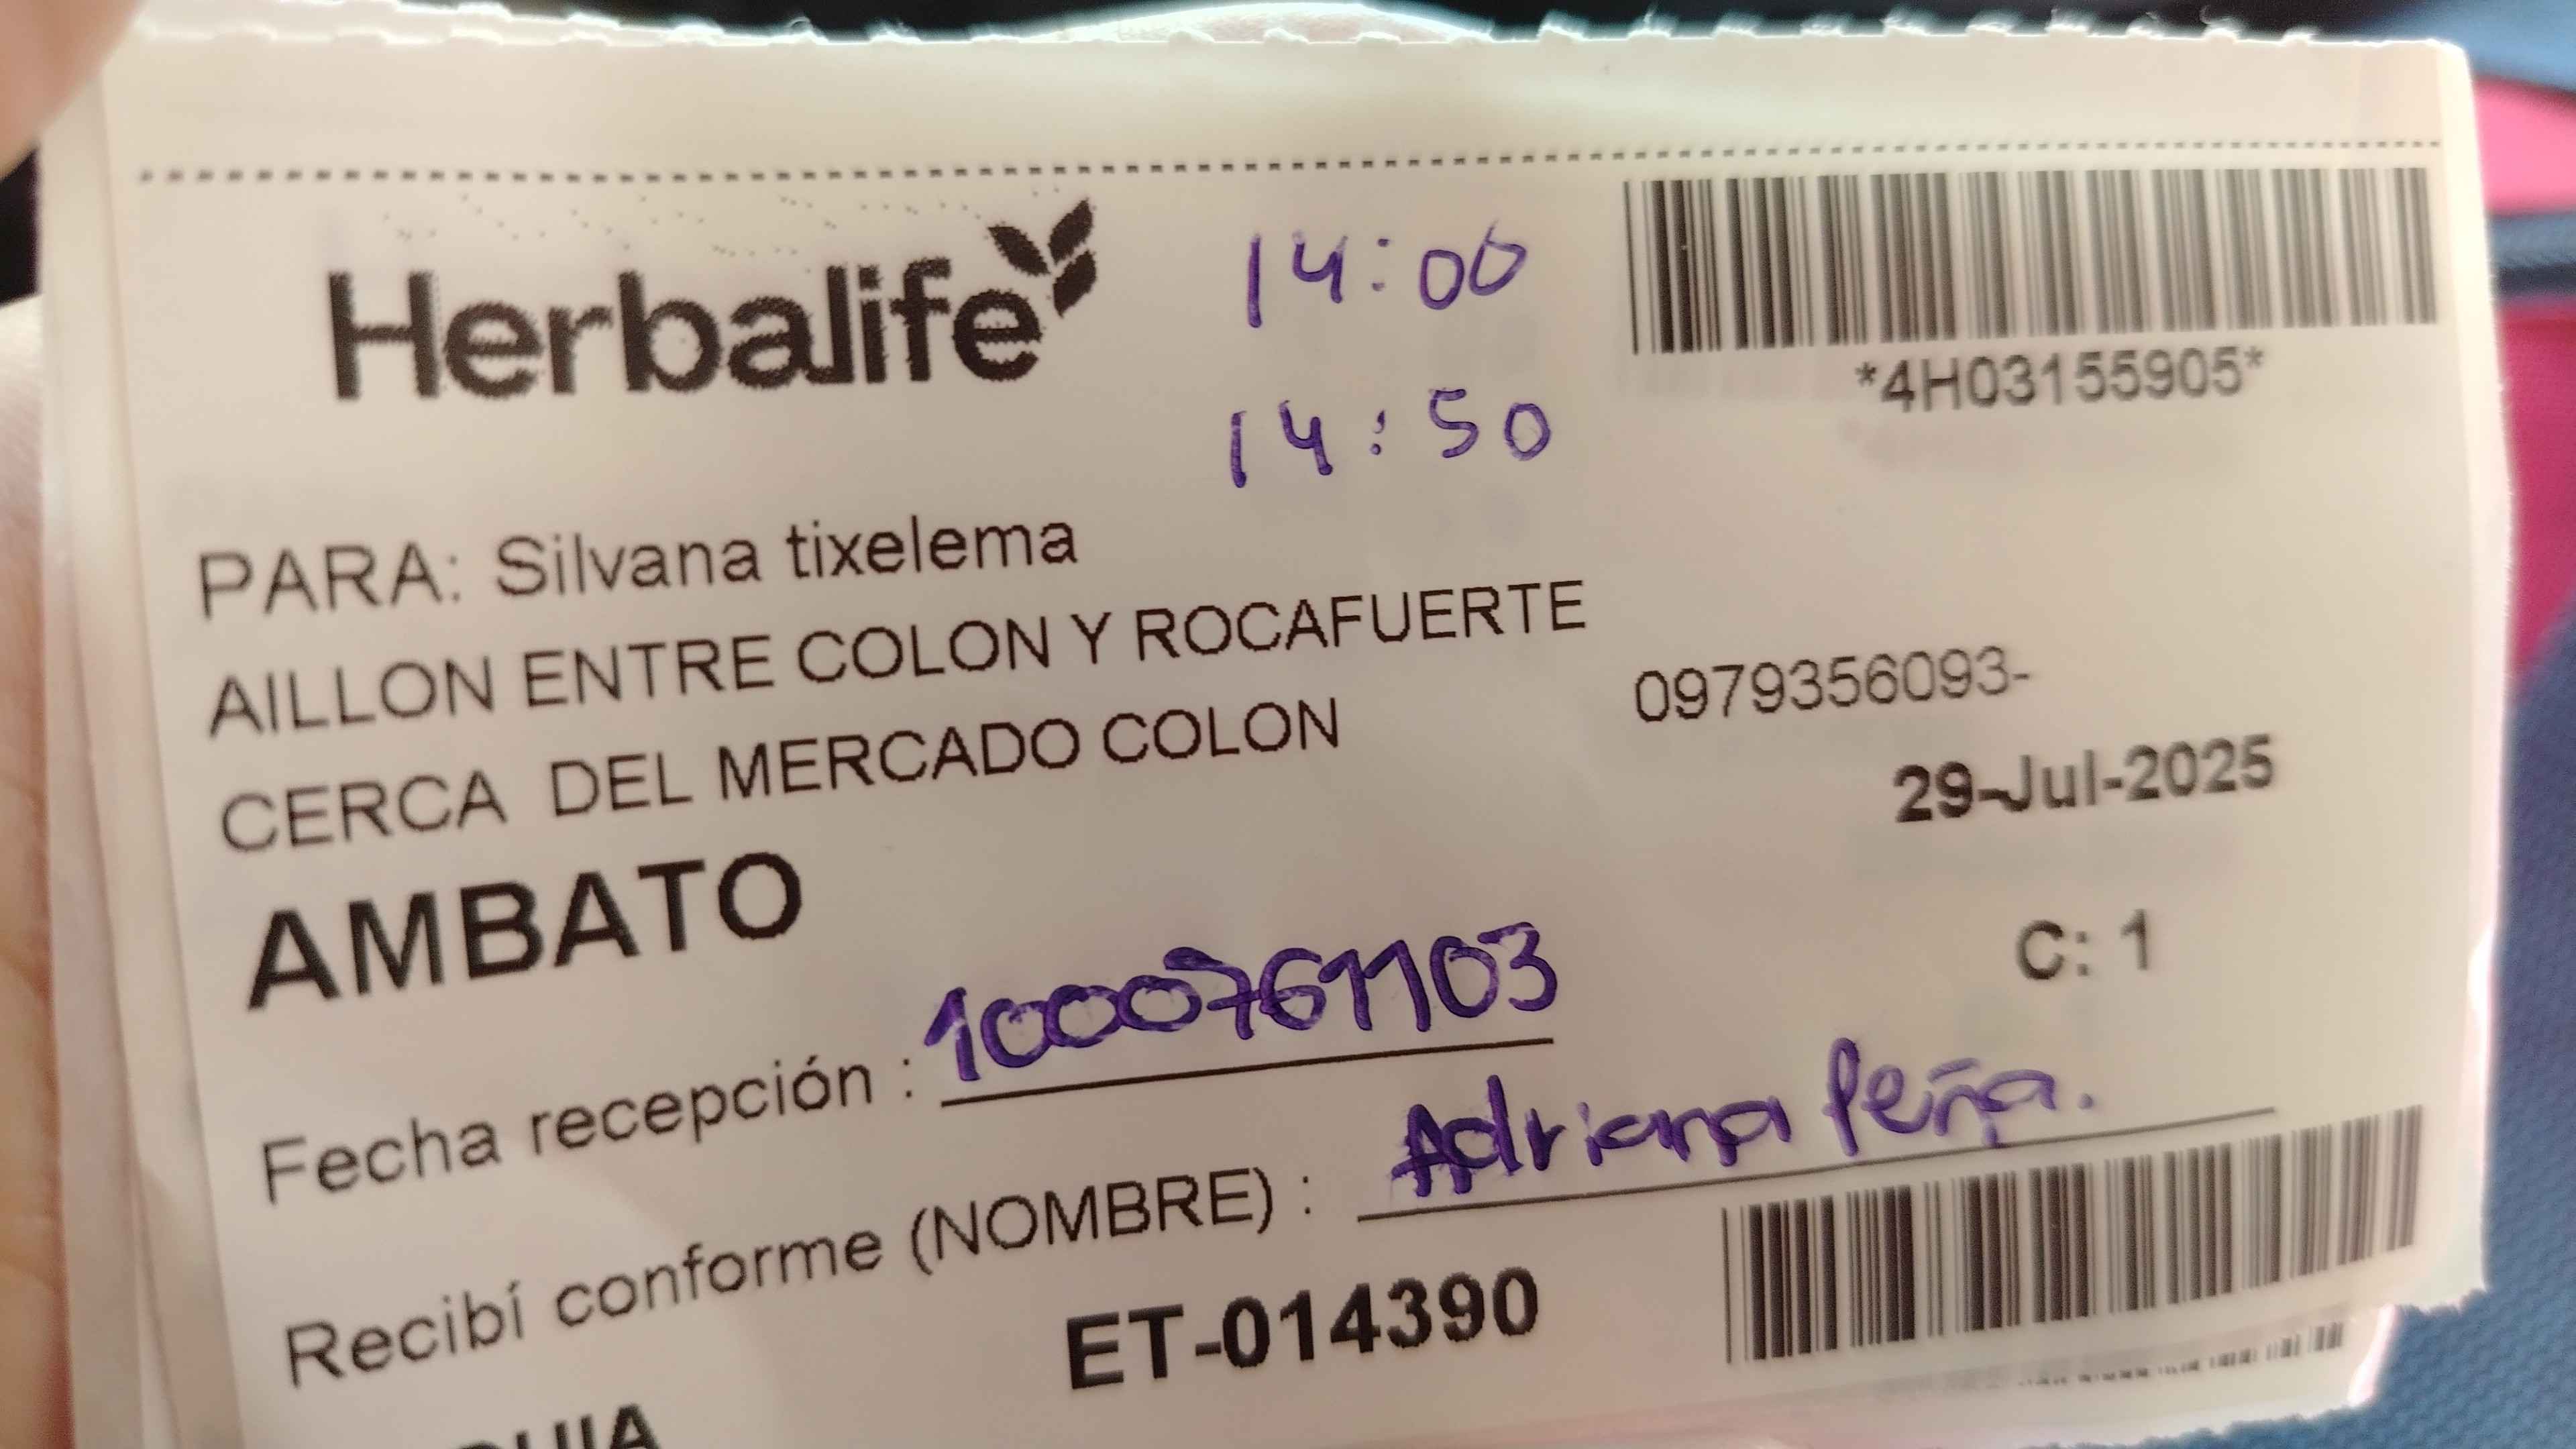 Herbalife
14:00
14:50
*4H03155905*
PARA: Silvana tixelema
AILLON ENTRE COLON Y ROCAFUERTE
CERCA DEL MERCADO COLON
0979356093-
29-Jul-2025
AMBATO
C: 1
Fecha recepción : 1000761103
Recibí conforme (NOMBRE) : Adriana Peña.
ET-014390